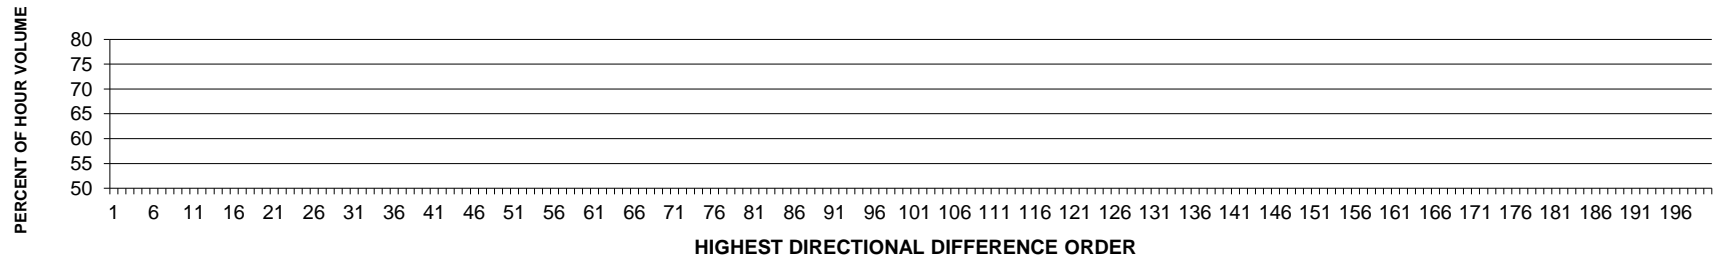 PERCENT OF HOUR VOLUME
80
75
70
65
60
55
50
1 6 11 16 21 26 31 36 41 46 51 56 61 66 71 76 81 86 91 96 101 106 111 116 121 126 131 136 141 146 151 156 161 166 171 176 181 186 191 196
HIGHEST DIRECTIONAL DIFFERENCE ORDER